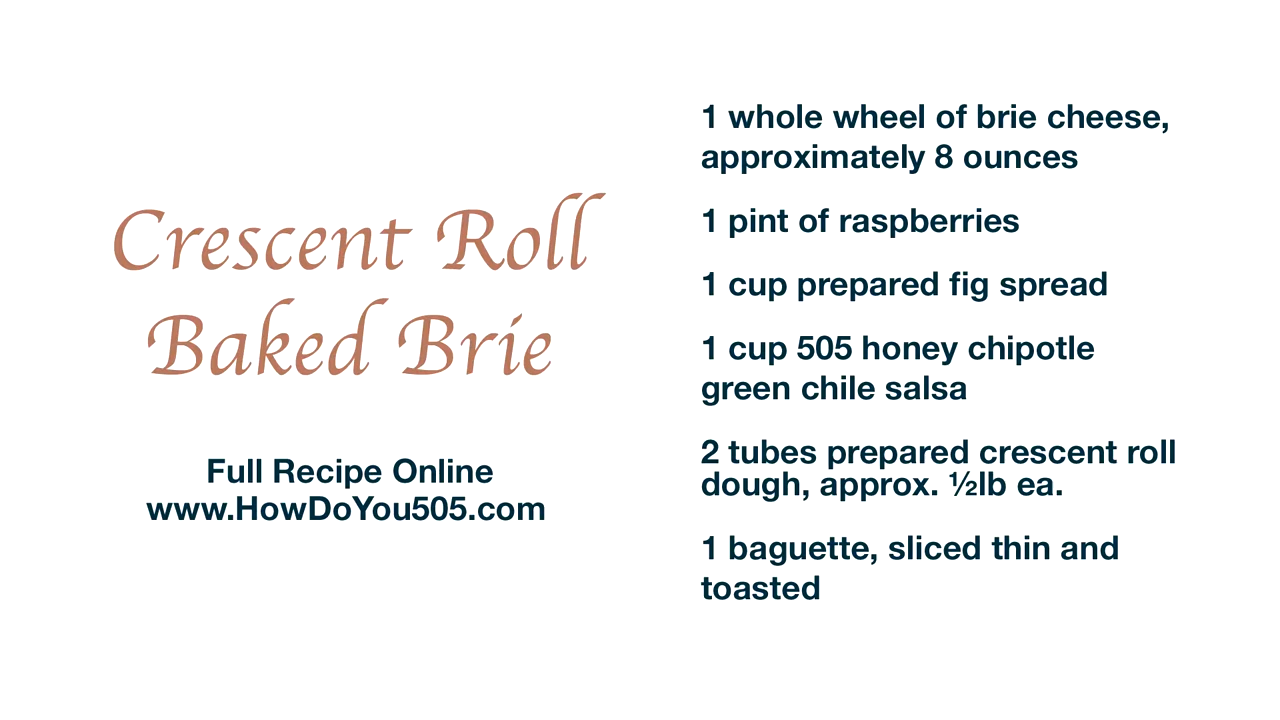 Crescent Roll
Baked Brie
Full Recipe Online
www.HowDoYou505.com
1 whole wheel of brie cheese,
approximately 8 ounces
1 pint of raspberries
1 cup prepared fig spread
1 cup 505 honey chipotle
green chile salsa
2 tubes prepared crescent roll
dough, approx. ½lb ea.
1 baguette, sliced thin and
toasted